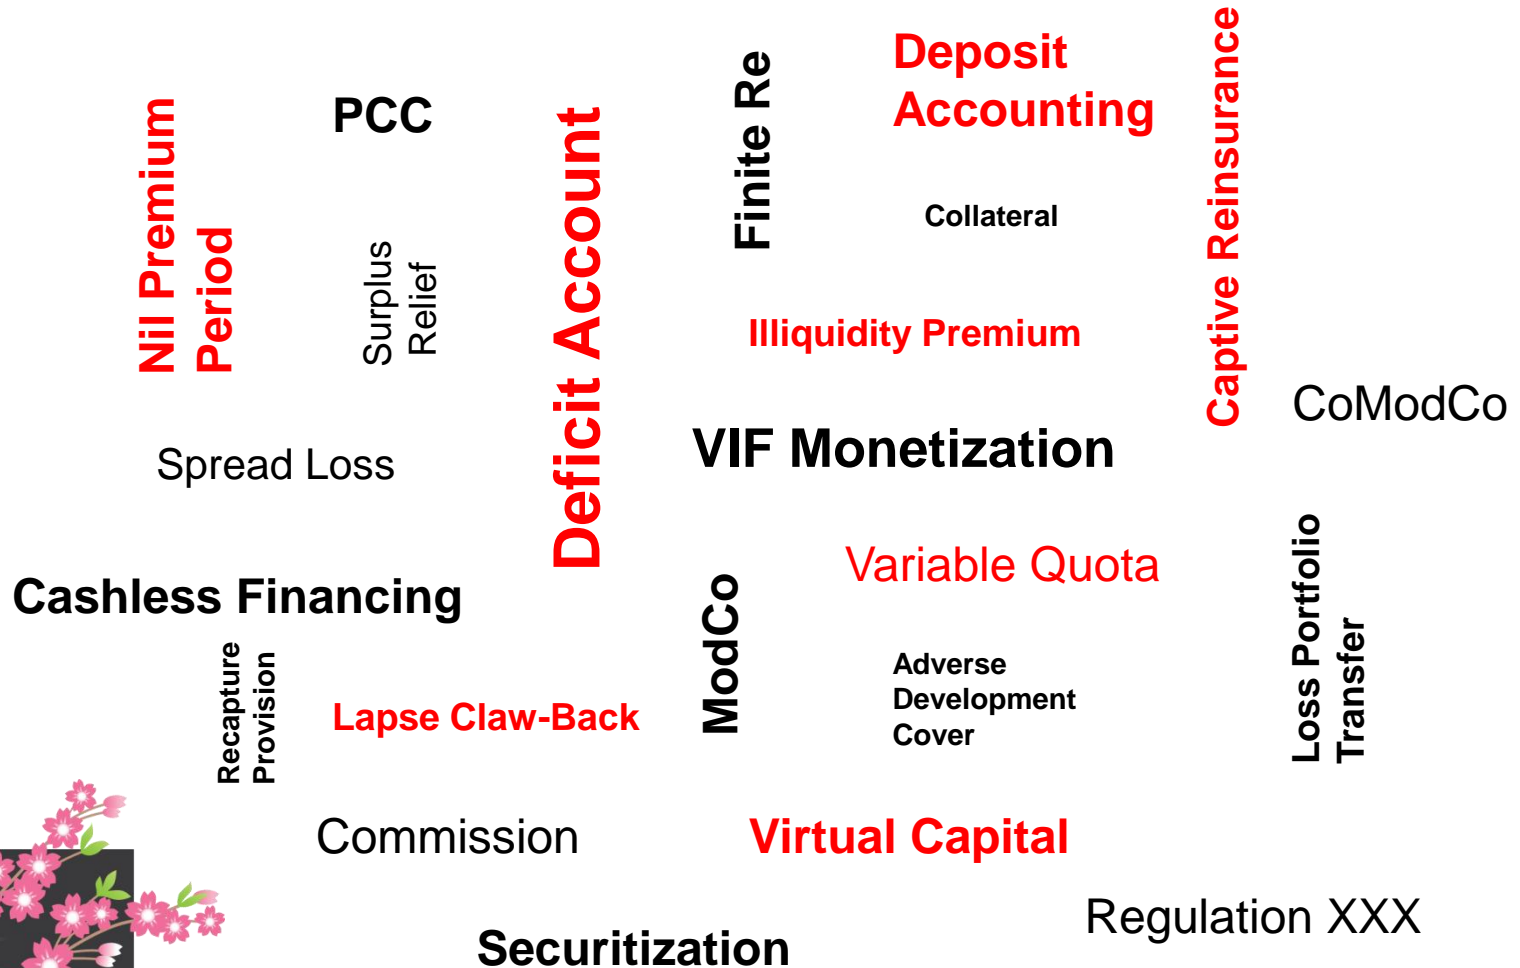 Deposit
Accounting
Captive Reinsurance
Finite Re
PCC
Nil Premium
Period
Deficit Account
Collateral
Surplus
Relief
Illiquidity Premium
CoModCo
VIF Monetization
Spread Loss
Variable Quota
Loss Portfolio
Transfer
Cashless Financing
ModCo
Recapture
Provision
Adverse
Development
Cover
Lapse Claw-Back
Commission
Virtual Capital
Regulation XXX
Securitization